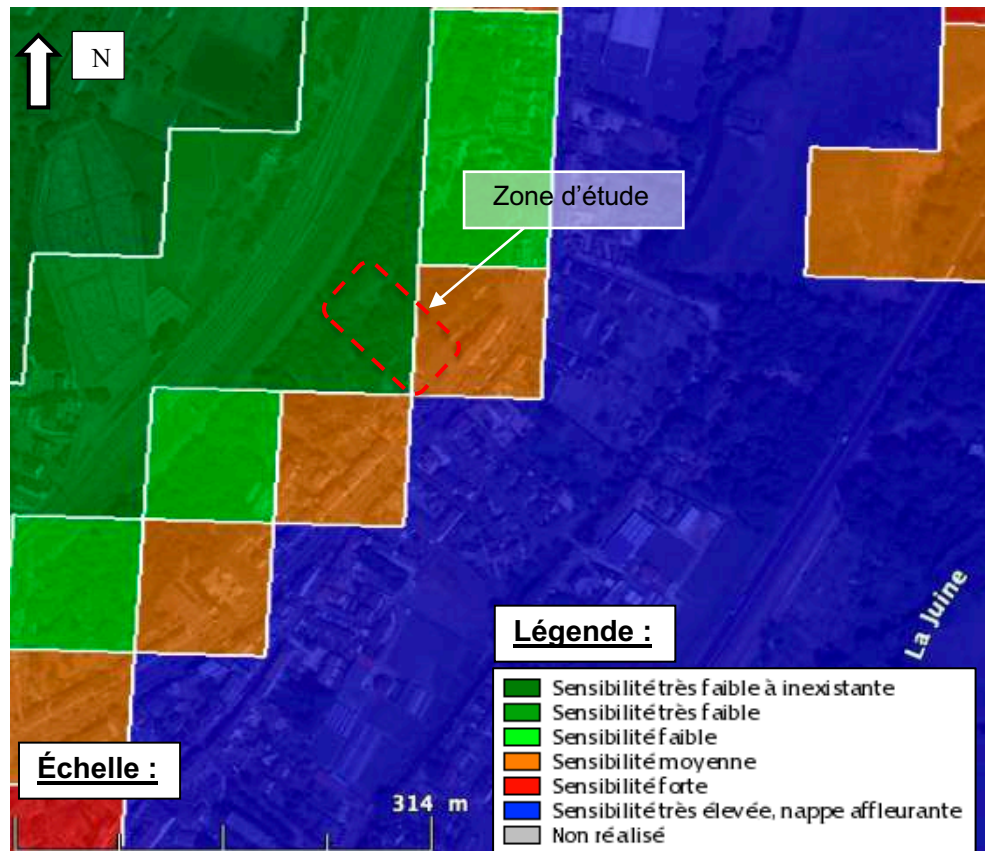 N
Zone d'étude
La Juine
Légende :
Sensibilité très faible à inexistante
Sensibilité très faible
Sensibilité faible
Sensibilité moyenne
Sensibilité forte
Sensibilité très élevée, nappe affleurante
Non réalisé
Échelle :
314 m